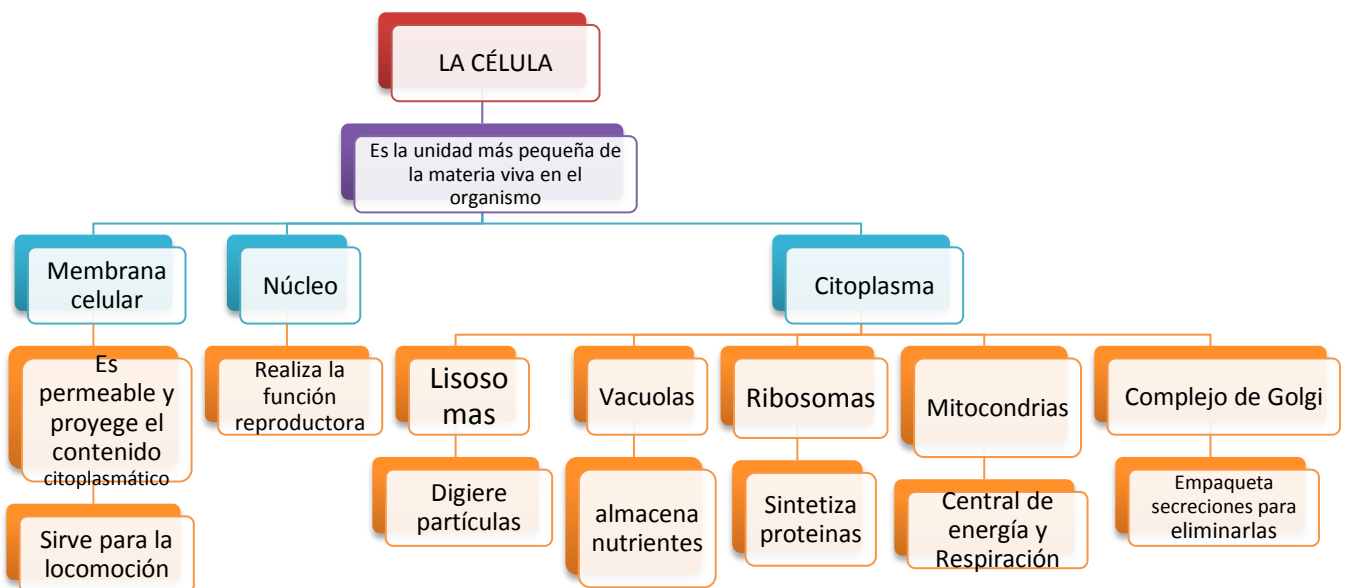 LA CÉLULA
Es la unidad más pequeña de
la materia viva en el
organismo
Membrana
celular
Núcleo
Citoplasma
Es
permeable y
proyege el
contenido
citoplasmático
Realiza la
función
reproductora
Lisoso
mas
Vacuolas
Ribosomas
Mitocondrias
Complejo de Golgi
Sirve para la
locomoción
Digiere
partículas
almacena
nutrientes
Sintetiza
proteinas
Central de
energía y
Respiración
Empaqueta
secreciones para
eliminarlas